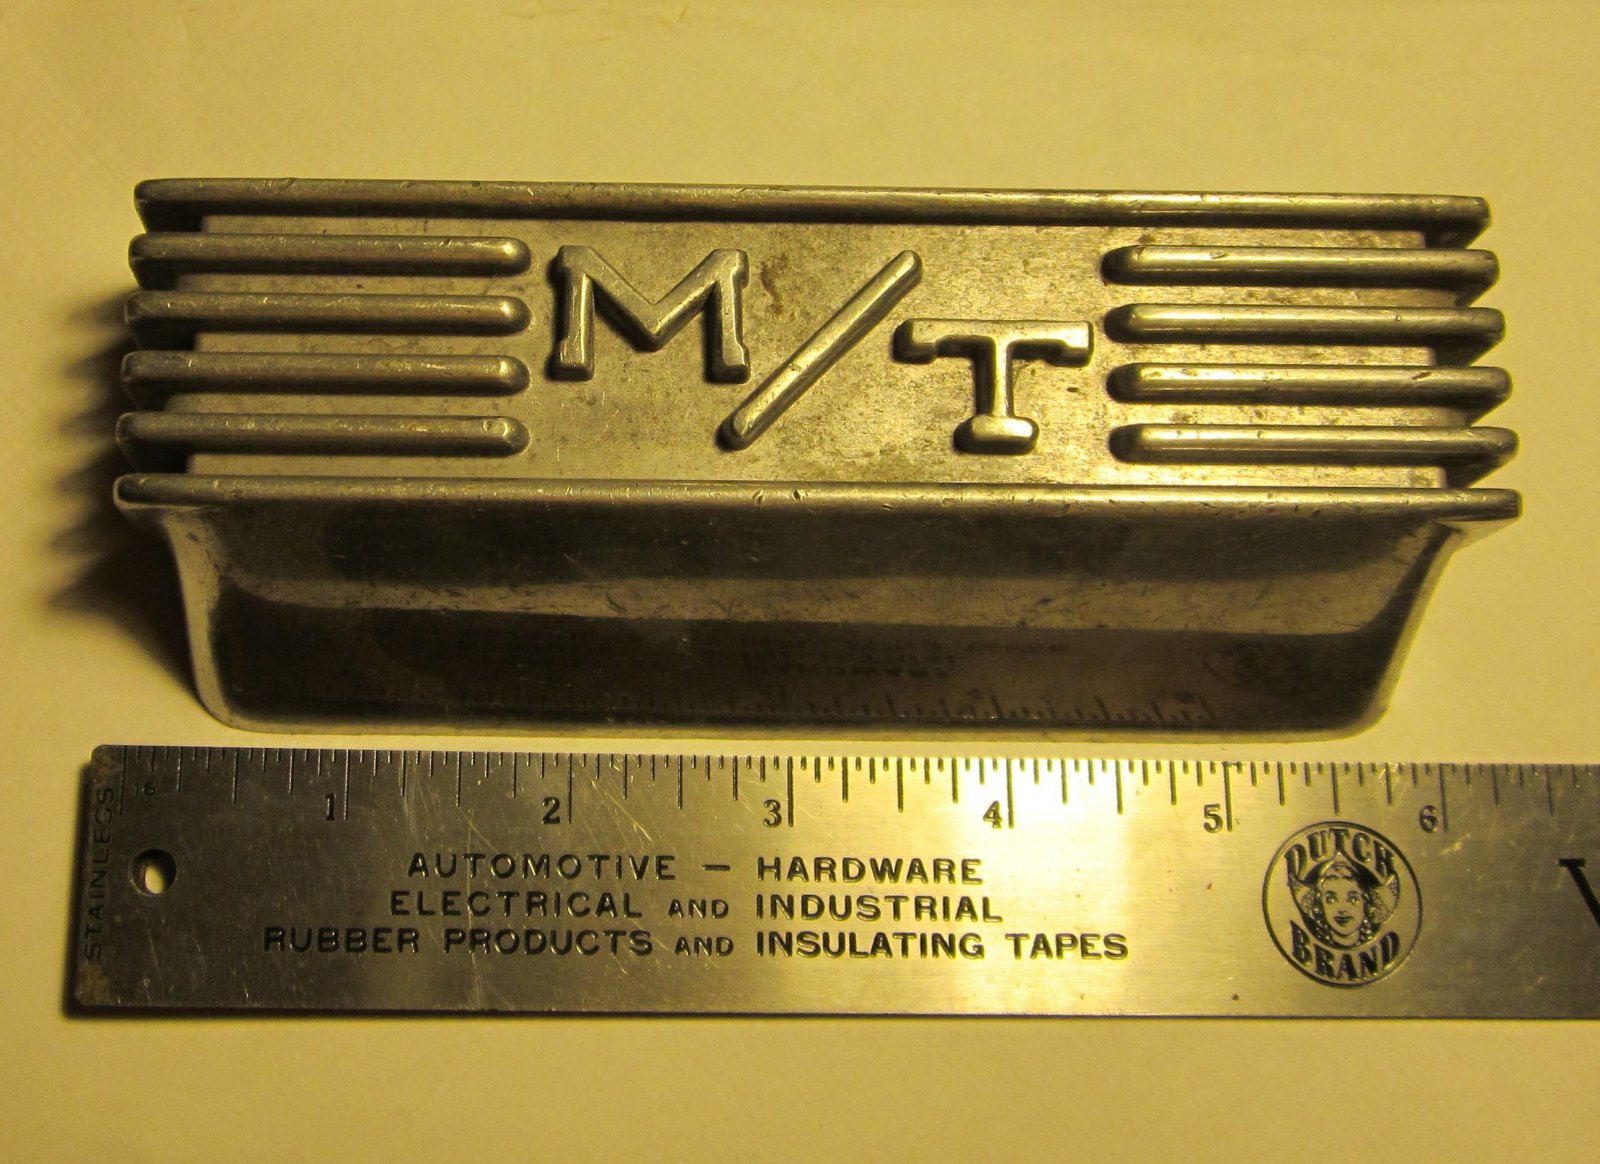 M/T
1 2 3 4 5 6
16
STAINLESS
AUTOMOTIVE — HARDWARE
ELECTRICAL AND INDUSTRIAL
RUBBER PRODUCTS AND INSULATING TAPES
DUTCH
BRAND